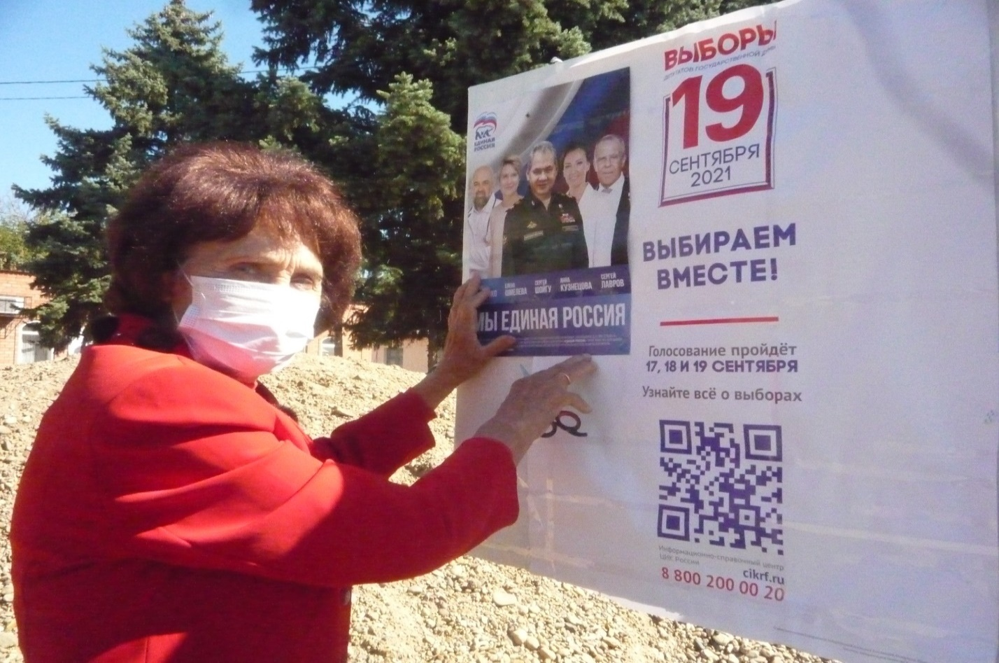 ЕДИНАЯ
РОССИЯ
ЕЛЕНА
ШМЕЛЕВА
СЕРГЕЙ
ШОЙГУ
АННА
КУЗНЕЦОВА
СЕРГЕЙ
ЛАВРОВ
МЫ ЕДИНАЯ РОССИЯ
ВЫБОРЫ
ДЕПУТАТОВ ГОСУДАРСТВЕННОЙ ДУМЫ
19
СЕНТЯБРЯ
2021
ВЫБИРАЕМ
ВМЕСТЕ!
Голосование пройдёт
17, 18 И 19 СЕНТЯБРЯ
Узнайте всё о выборах
Информационно-справочный центр
ЦИК России
cikrf.ru
8 800 200 00 20